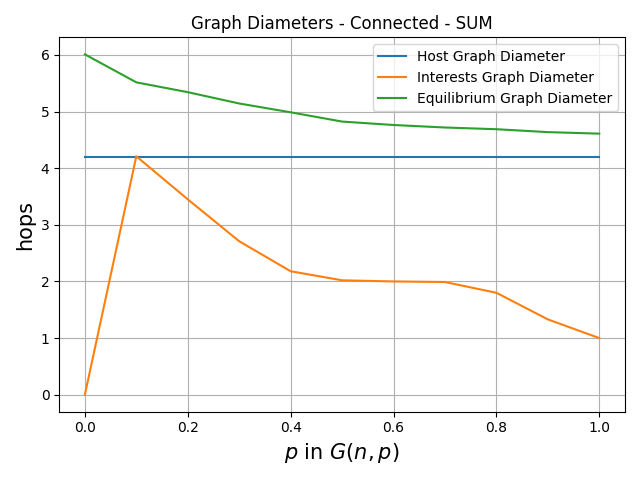 Graph Diameters - Connected - SUM
Host Graph Diameter
Interests Graph Diameter
Equilibrium Graph Diameter
hops
6
5
4
3
2
1
0
0.0 0.2 0.4 0.6 0.8 1.0
p in G(n, p)